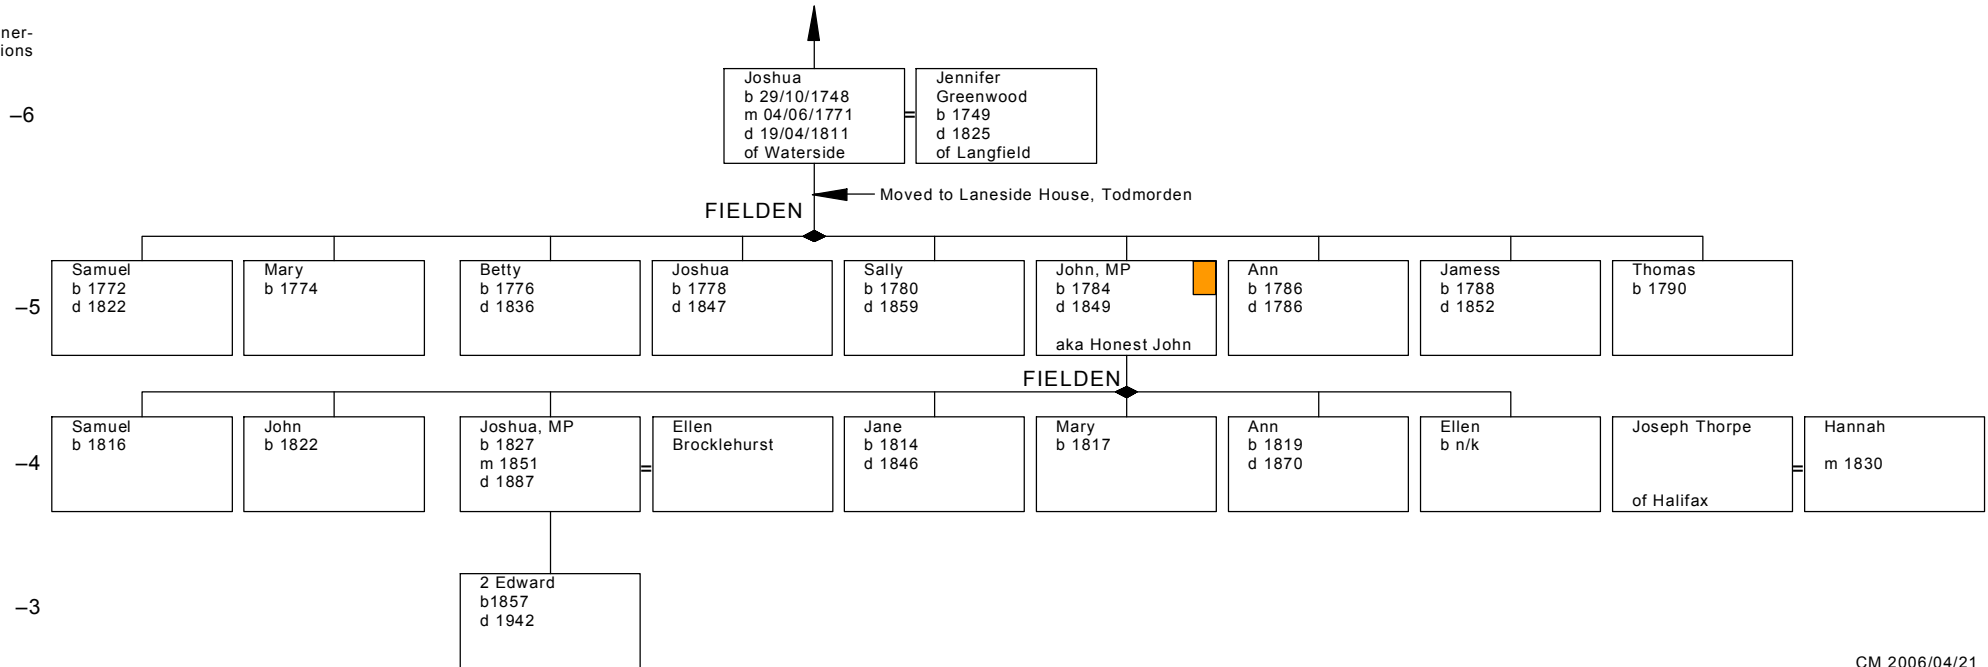 ner-
ions
Joshua
b 29/10/1748
m 04/06/1771
d 19/04/1811
of Waterside
=
Jennifer
Greenwood
b 1749
d 1825
of Langfield
–6
Moved to Laneside House, Todmorden
FIELDEN
–5
Samuel
b 1772
d 1822
Mary
b 1774
Betty
b 1776
d 1836
Joshua
b 1778
d 1847
Sally
b 1780
d 1859
John, MP
b 1784
d 1849
aka Honest John
Ann
b 1786
d 1786
Jamess
b 1788
d 1852
Thomas
b 1790
FIELDEN
–4
Samuel
b 1816
John
b 1822
Joshua, MP
b 1827
m 1851
d 1887
=
Ellen
Brocklehurst
Jane
b 1814
d 1846
Mary
b 1817
Ann
b 1819
d 1870
Ellen
b n/k
Joseph Thorpe
of Halifax
=
Hannah
m 1830
–3
2 Edward
b1857
d 1942
CM 2006/04/21